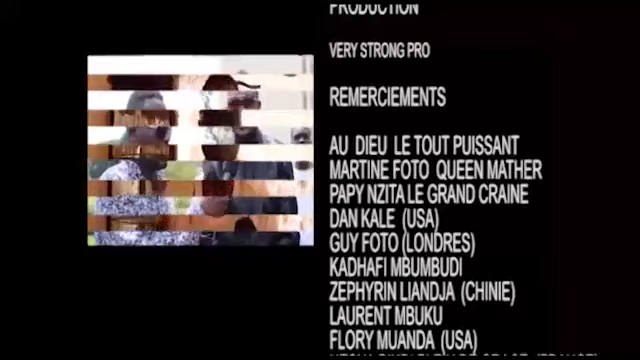 PRODUCTION
VERY STRONG PRO
REMERCIEMENTS
AU DIEU LE TOUT PUISSANT
MARTINE FOTO QUEEN MATHER
PAPY NZITA LE GRAND CRAINE
DAN KALE (USA)
GUY FOTO (LONDRES)
KADHAFI MBUMBUDI
ZEPHYRIN LIANDJA (CHINIE)
LAURENT MBUKU
FLORY MUANDA (USA)